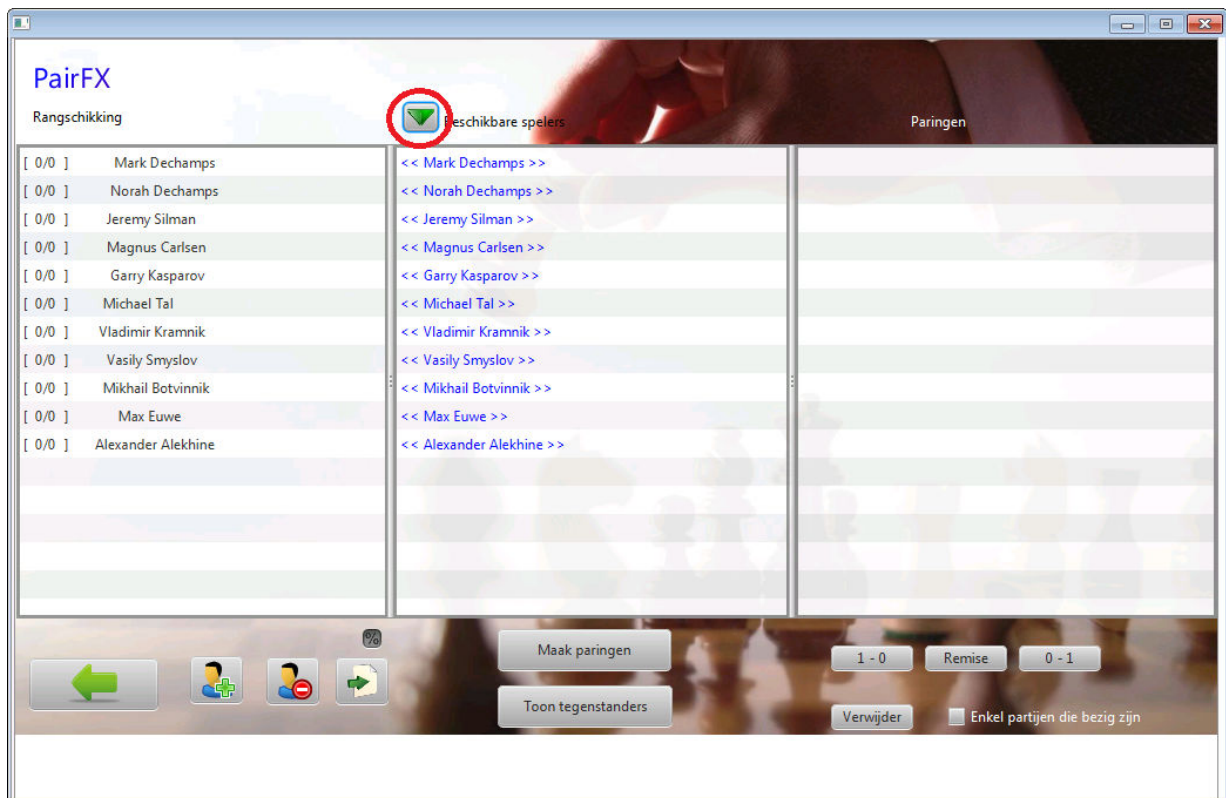 PairFX
Rangschikking
Beschikbare spelers
Paringen
[ 0/0 ] Mark Dechamps
[ 0/0 ] Norah Dechamps
[ 0/0 ] Jeremy Silman
[ 0/0 ] Magnus Carlsen
[ 0/0 ] Garry Kasparov
[ 0/0 ] Michael Tal
[ 0/0 ] Vladimir Kramnik
[ 0/0 ] Vasily Smyslov
[ 0/0 ] Mikhail Botvinnik
[ 0/0 ] Max Euwe
[ 0/0 ] Alexander Alekhine
<< Mark Dechamps >>
<< Norah Dechamps >>
<< Jeremy Silman >>
<< Magnus Carlsen >>
<< Garry Kasparov >>
<< Michael Tal >>
<< Vladimir Kramnik >>
<< Vasily Smyslov >>
<< Mikhail Botvinnik >>
<< Max Euwe >>
<< Alexander Alekhine >>
%
Maak paringen
Toon tegenstanders
1 - 0
Remise
0 - 1
Verwijder
Enkel partijen die bezig zijn